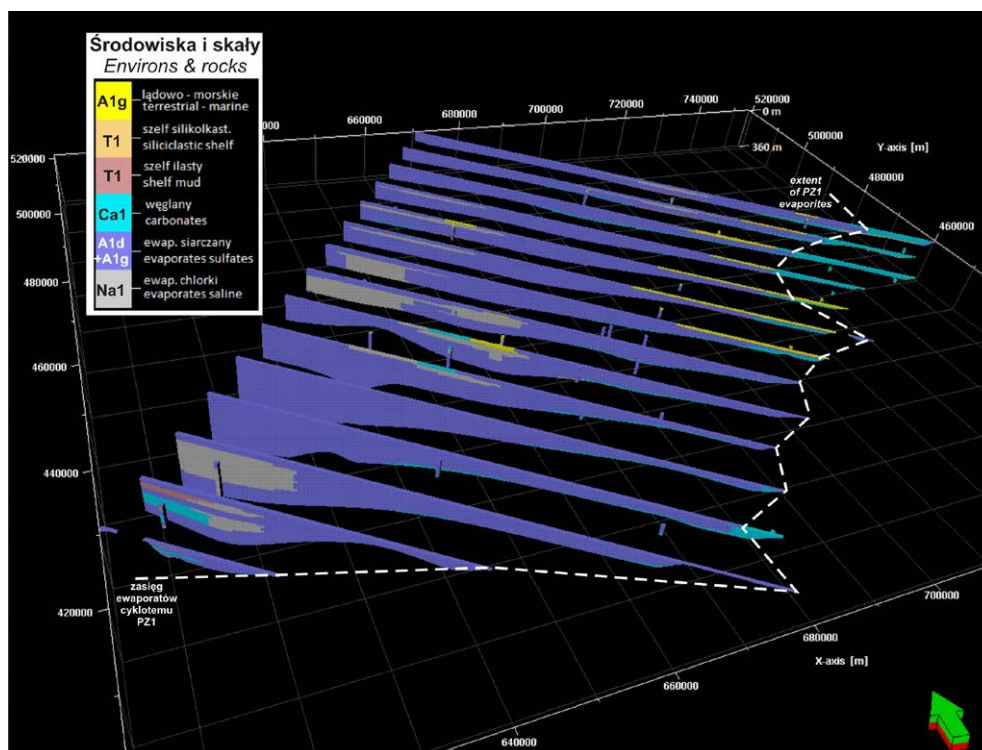 Środowiska i skały
Environs & rocks
A1g
lądowo - morskie
terrestrial - marine
T1
szelf silikolkast.
siliciclastic shelf
T1
szelf ilasty
shelf mud
Ca1
węglany
carbonates
A1d
+A1g
ewap. siarczany
evaporates sulfates
Na1
ewap. chlorki
evaporates saline
660000
680000
700000
720000
740000
520000
0 m
360 m
500000
Y-axis [m]
480000
460000
extent
of PZ1
evaporites
520000
500000
480000
460000
440000
420000
zasięg
ewaporatów
cyklotemu
PZ1
700000
680000
X-axis [m]
660000
640000